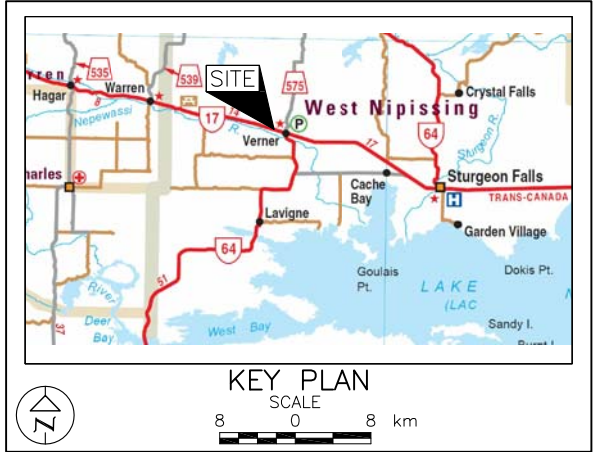 535
539
SITE
575
rren
Hagar
8
Warren
17
14
West Nipissing
P
Crystal Falls
Nepewassi
R.
Verner
17
64
Sturgeon R.
harles
Cache
Bay
Sturgeon Falls
H
TRANS-CANADA
Lavigne
Garden Village
64
Goulais
Pt.
Dokis Pt.
LAKE
(LAC
51
River
Deer
Bay
37
West Bay
Sandy I.
KEY PLAN
SCALE
8 0 8 km
N